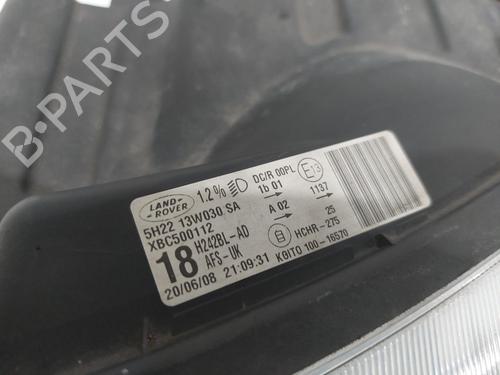 LAND-
ROVER
1.2%
DC/R.00PL
E13
5H22 13W030 SA
1b 01
1137
XBC500112
A 02
25
18
H242BL-AD
HCHR-275
AFS-UK
KOITO 100-16570
20/06/08 21:09:31
B-PARTS